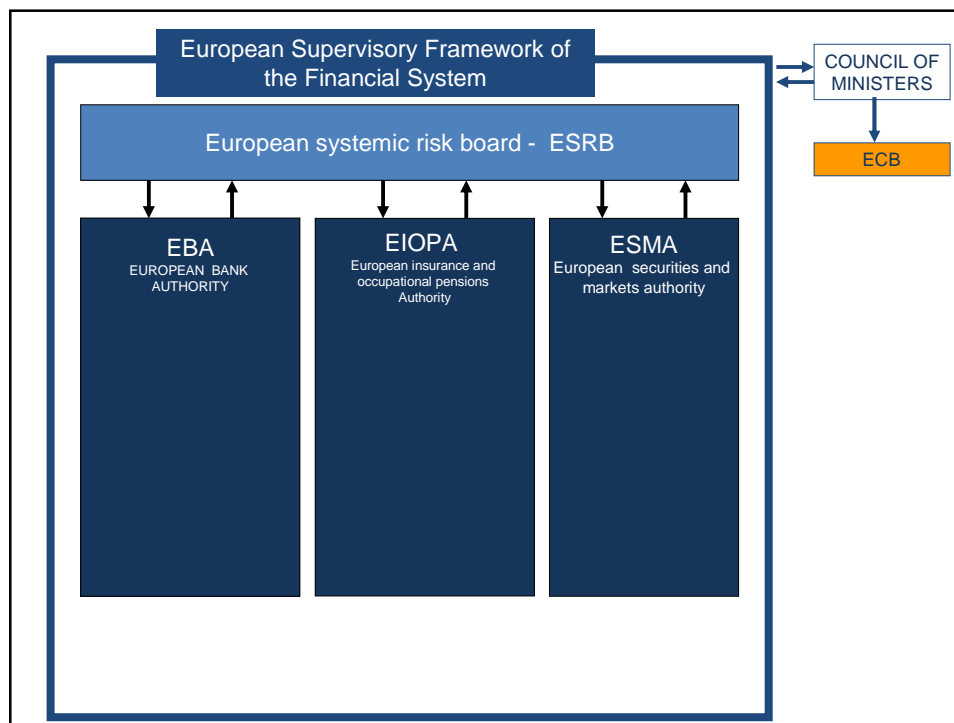 European Supervisory Framework of
the Financial System
COUNCIL OF
MINISTERS
European systemic risk board - ESRB
ECB
EBA
EUROPEAN BANK
AUTHORITY
EIOPA
European insurance and
occupational pensions
Authority
ESMA
European securities and
markets authority